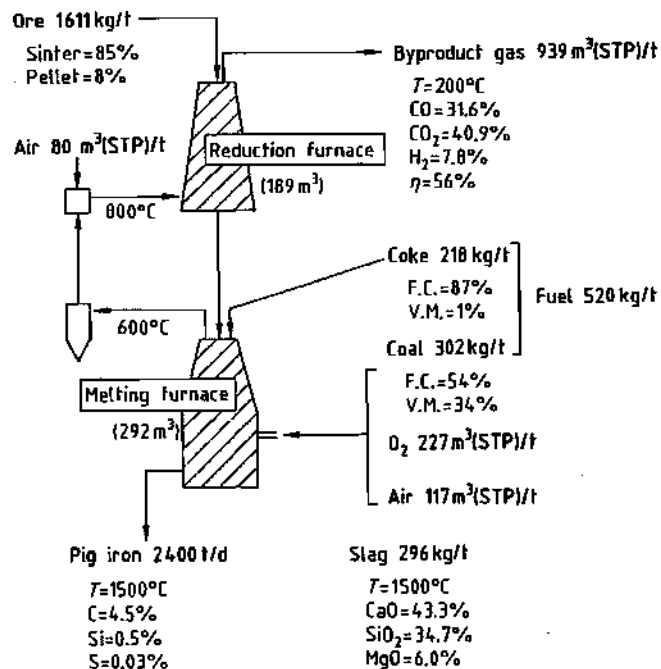 Ore 1611 kg/t
Sinter=85%
Pellet=8%
Byproduct gas 939 m³(STP)/t
T=200°C
CO=31.6%
CO₂=40.9%
H₂=7.8%
η=56%
Air 80 m³(STP)/t
Reduction furnace
(189 m³)
800°C
Coke 218 kg/t
F.C.=87%
V.M.=1%
Fuel 520 kg/t
600°C
Coal 302 kg/t
F.C.=54%
V.M.=34%
Melting furnace
(292 m³)
O₂ 227 m³(STP)/t
Air 117 m³(STP)/t
Pig iron 2400 t/d
T=1500°C
C=4.5%
Si=0.5%
S=0.03%
Slag 296 kg/t
T=1500°C
CaO=43.3%
SiO₂=34.7%
MgO=6.0%